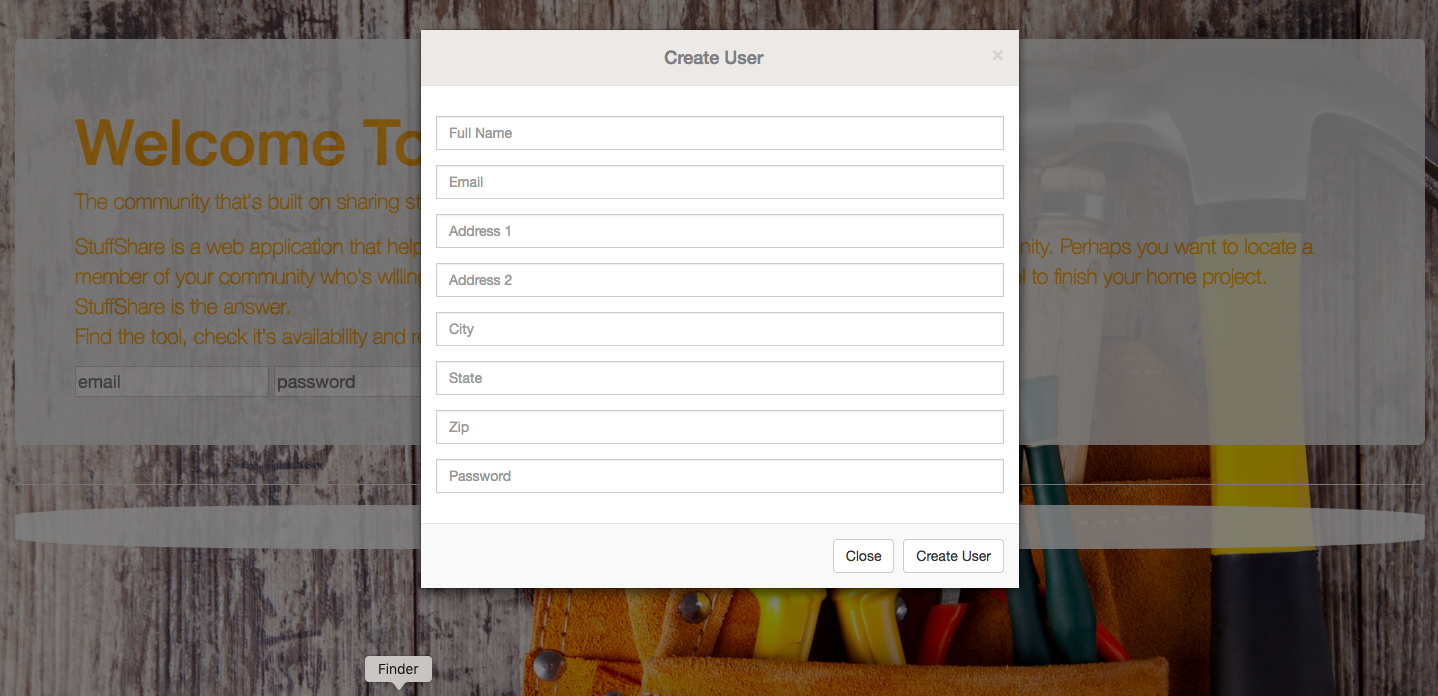 Create User
×
Full Name
Email
Address 1
Address 2
City
State
Zip
Password
Close
Create User
Welcome To
The community that's built on sharing
StuffShare is a web application that nity. Perhaps you want to locate a
member of your community who's willing to finish your home project.
StuffShare is the answer.
Find the tool, check it's availability and
email password
Finder